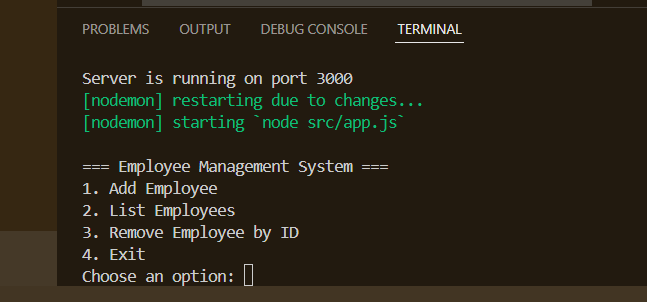 PROBLEMS OUTPUT DEBUG CONSOLE TERMINAL
Server is running on port 3000
[nodemon] restarting due to changes...
[nodemon] starting `node src/app.js`
=== Employee Management System ===
1. Add Employee
2. List Employees
3. Remove Employee by ID
4. Exit
Choose an option: